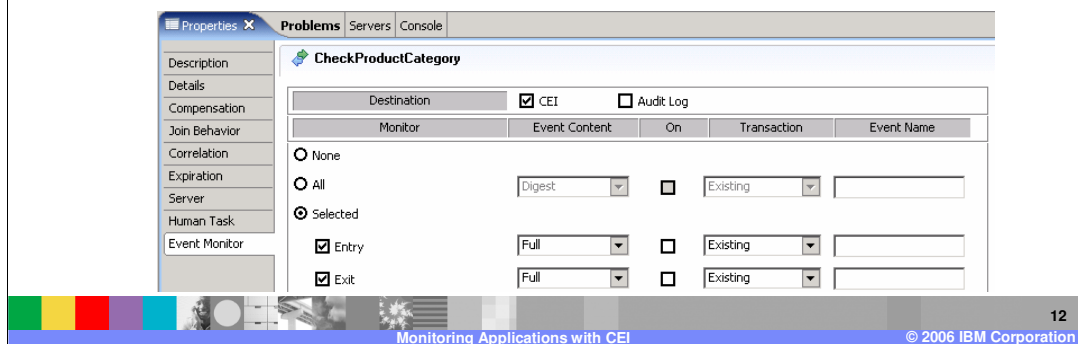 Properties Problems Servers Console
CheckProductCategory
Description
Details
Compensation
Join Behavior
Correlation
Expiration
Server
Human Task
Event Monitor
Destination CEI Audit Log
Monitor Event Content On Transaction Event Name
None
All Digest Existing
Selected
Entry Full Existing
Exit Full Existing
12
Monitoring Applications with CEI © 2006 IBM Corporation